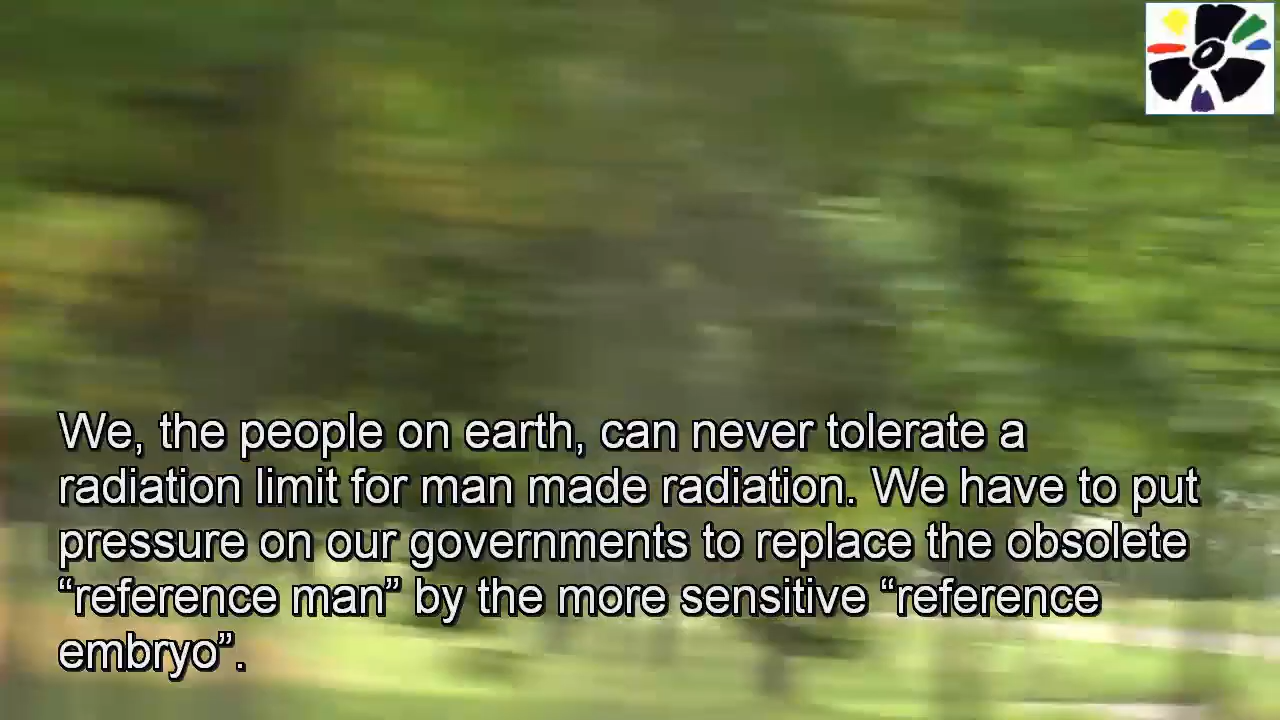 We, the people on earth, can never tolerate a
radiation limit for man made radiation. We have to put
pressure on our governments to replace the obsolete
“reference man” by the more sensitive “reference
embryo”.